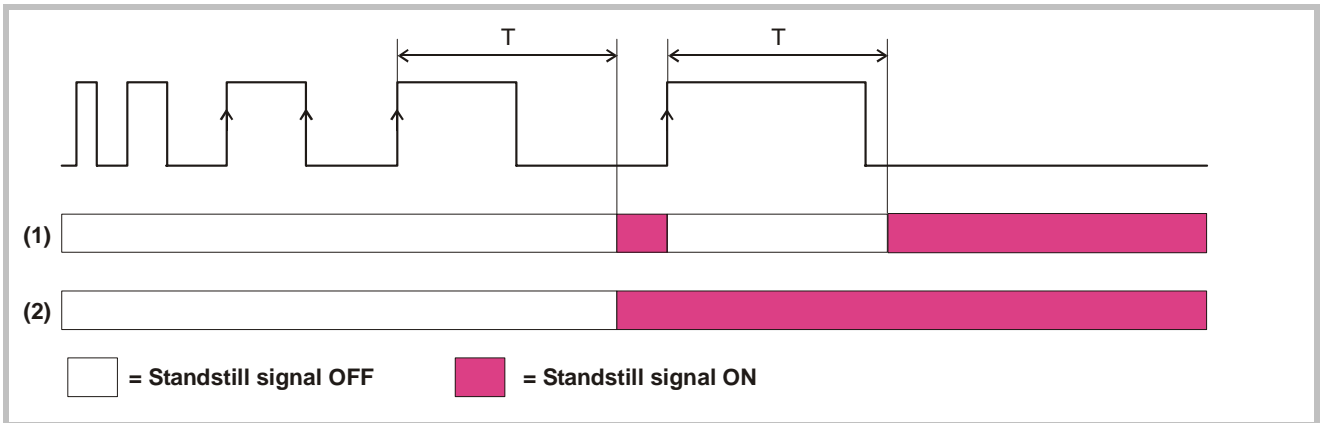 T T
(1)
(2)
= Standstill signal OFF = Standstill signal ON